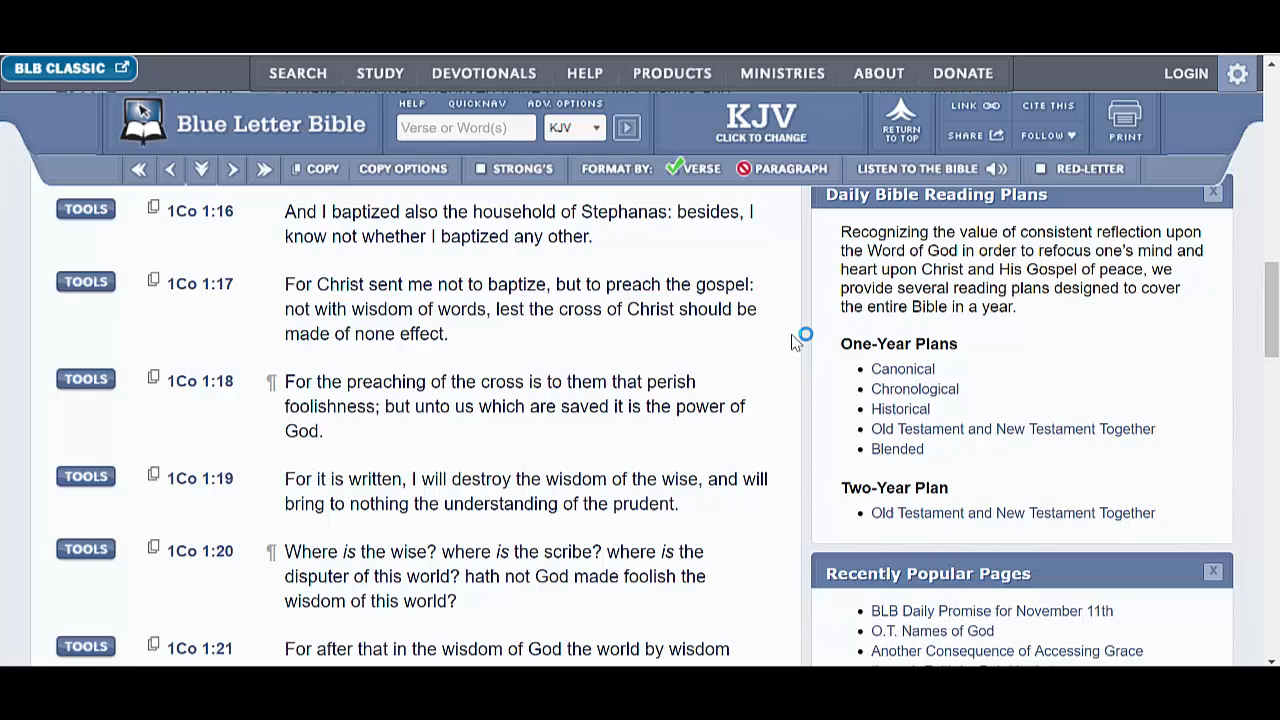 BLB CLASSIC
SEARCH STUDY DEVOTIONALS HELP PRODUCTS MINISTRIES ABOUT DONATE LOGIN
HELP QUICKNAV ADV. OPTIONS
Blue Letter Bible
Verse or Word(s) KJV
KJV
CLICK TO CHANGE
RETURN
TO TOP
LINK CITE THIS
SHARE FOLLOW
PRINT
COPY COPY OPTIONS STRONG'S FORMAT BY: VERSE PARAGRAPH LISTEN TO THE BIBLE RED-LETTER
TOOLS 1Co 1:16 And I baptized also the household of Stephanas: besides, I
know not whether I baptized any other.
TOOLS 1Co 1:17 For Christ sent me not to baptize, but to preach the gospel:
not with wisdom of words, lest the cross of Christ should be
made of none effect.
TOOLS 1Co 1:18 ¶ For the preaching of the cross is to them that perish
foolishness; but unto us which are saved it is the power of
God.
TOOLS 1Co 1:19 For it is written, I will destroy the wisdom of the wise, and will
bring to nothing the understanding of the prudent.
TOOLS 1Co 1:20 ¶ Where is the wise? where is the scribe? where is the
disputer of this world? hath not God made foolish the
wisdom of this world?
TOOLS 1Co 1:21 For after that in the wisdom of God the world by wisdom
Daily Bible Reading Plans X
Recognizing the value of consistent reflection upon
the Word of God in order to refocus one's mind and
heart upon Christ and His Gospel of peace, we
provide several reading plans designed to cover
the entire Bible in a year.
One-Year Plans
Canonical
Chronological
Historical
Old Testament and New Testament Together
Blended
Two-Year Plan
Old Testament and New Testament Together
Recently Popular Pages X
BLB Daily Promise for November 11th
O.T. Names of God
Another Consequence of Accessing Grace